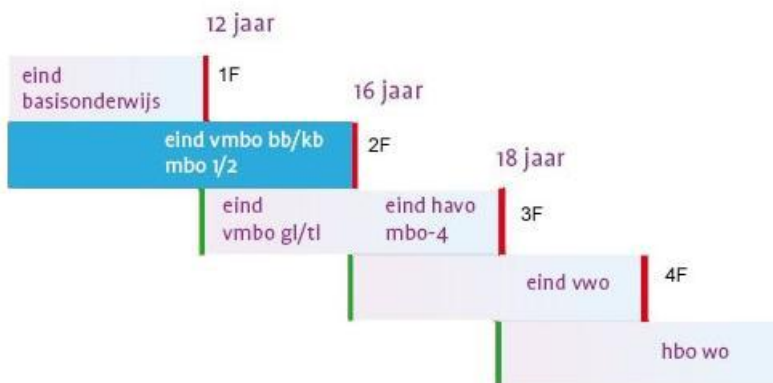 12 jaar
eind
basisonderwijs
1F
16 jaar
eind vmbo bb/kb
mbo 1/2
2F
18 jaar
eind
vmbo gl/tl
eind havo
mbo-4
3F
eind vwo
4F
hbo wo